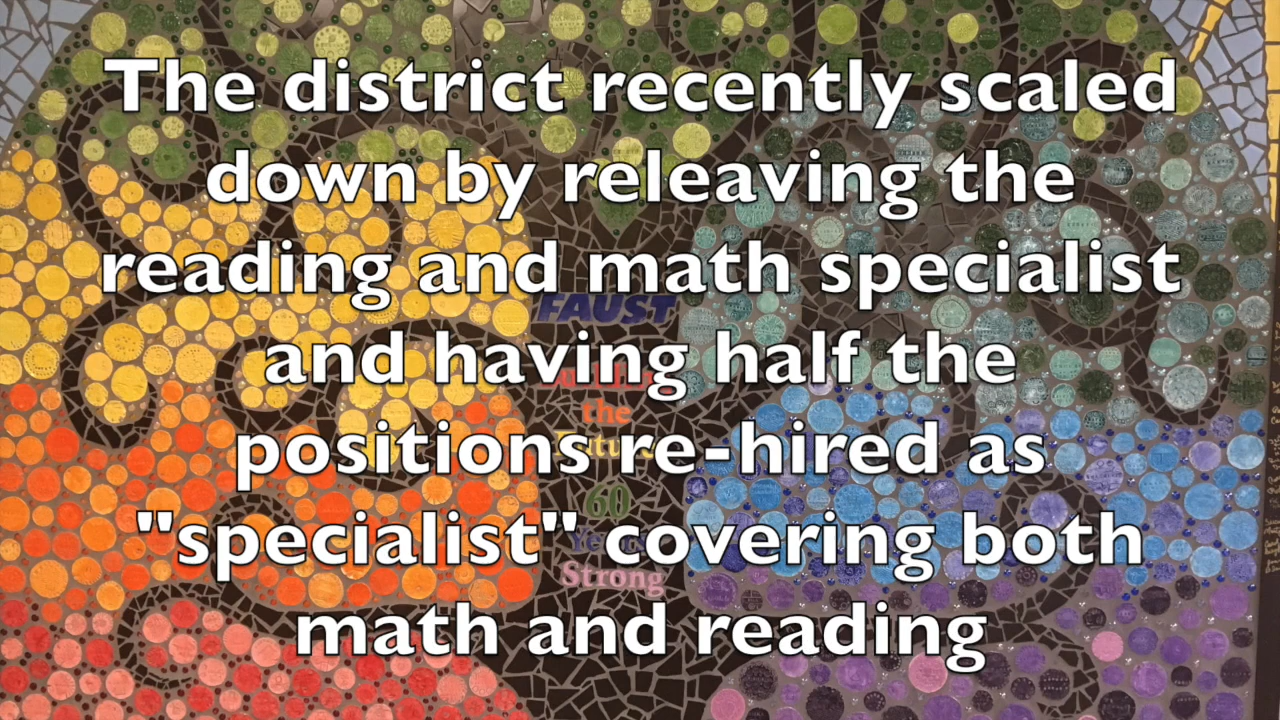 The district recently scaled
down by releaving the
reading and math specialist
FAUST
and having half the
the
positions re-hired as
60
"specialist" covering both
Strong
math and reading